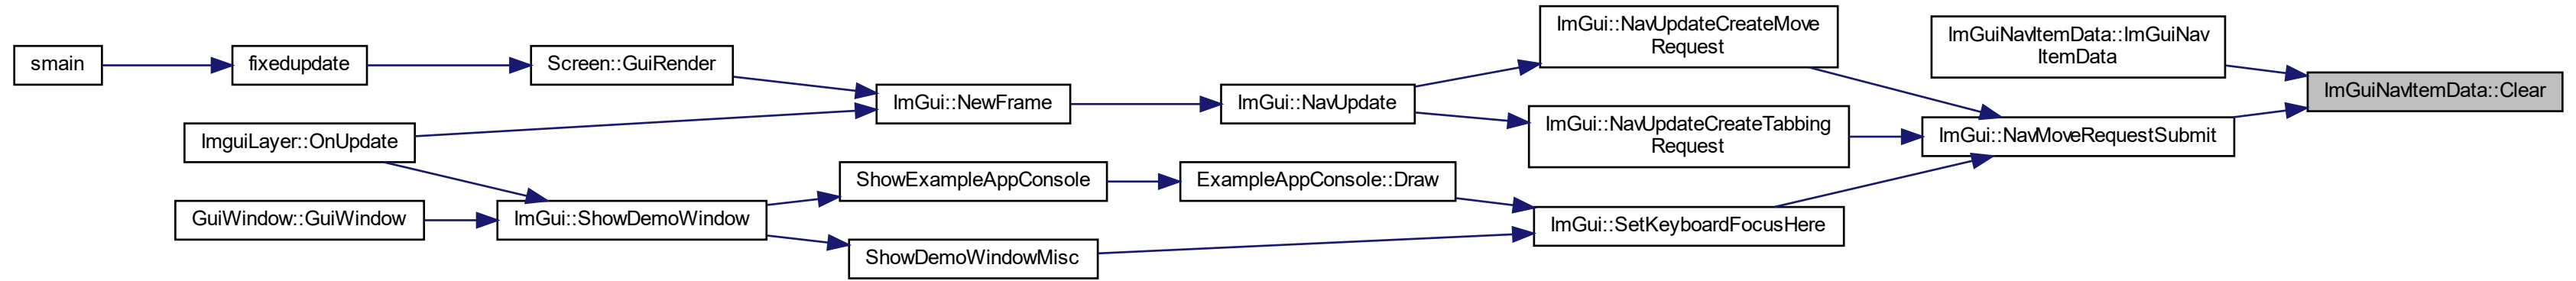 smain
fixedupdate
Screen::GuiRender
ImguiLayer::OnUpdate
GuiWindow::GuiWindow
ImGui::ShowDemoWindow
ImGui::NewFrame
ShowExampleAppConsole
ShowDemoWindowMisc
ImGui::NavUpdate
ExampleAppConsole::Draw
ImGui::NavUpdateCreateMove
Request
ImGui::NavUpdateCreateTabbing
Request
ImGui::SetKeyboardFocusHere
ImGuiNavItemData::ImGuiNav
ItemData
ImGui::NavMoveRequestSubmit
ImGuiNavItemData::Clear